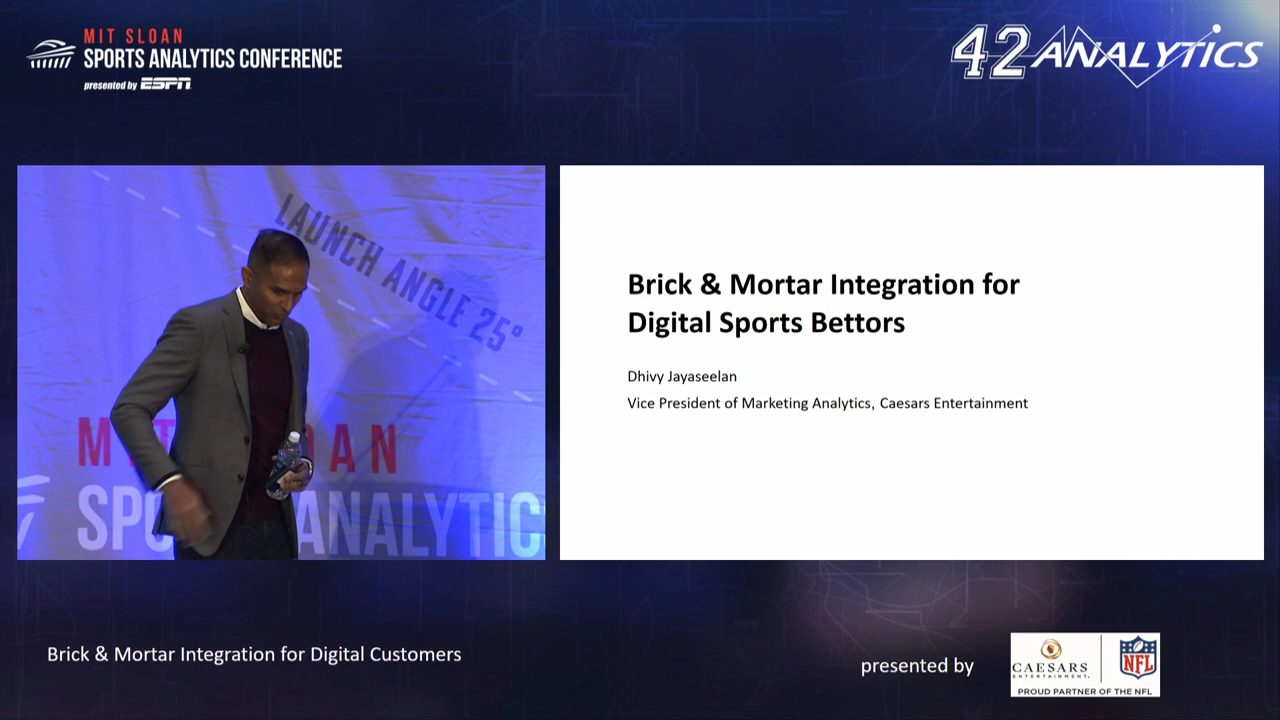 MIT SLOAN
SPORTS ANALYTICS CONFERENCE
presented by ESPN
42 ANALYTICS
LAUNCH ANGLE 25°
M T OAN
SPO ANALYTIC
Brick & Mortar Integration for
Digital Sports Bettors
Dhivy Jayaseelan
Vice President of Marketing Analytics, Caesars Entertainment
Brick & Mortar Integration for Digital Customers
presented by
CAESARS
ENTERTAINMENT.
NFL
PROUD PARTNER OF THE NFL